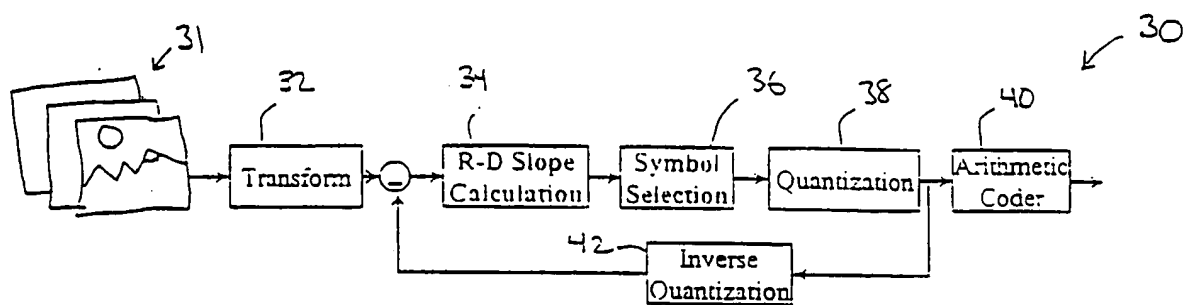 31
30
32
34
36
38
40
Transform
R-D Slope
Calculation
Symbol
Selection
Quantization
Arithmetic
Coder
42
Inverse
Quantization